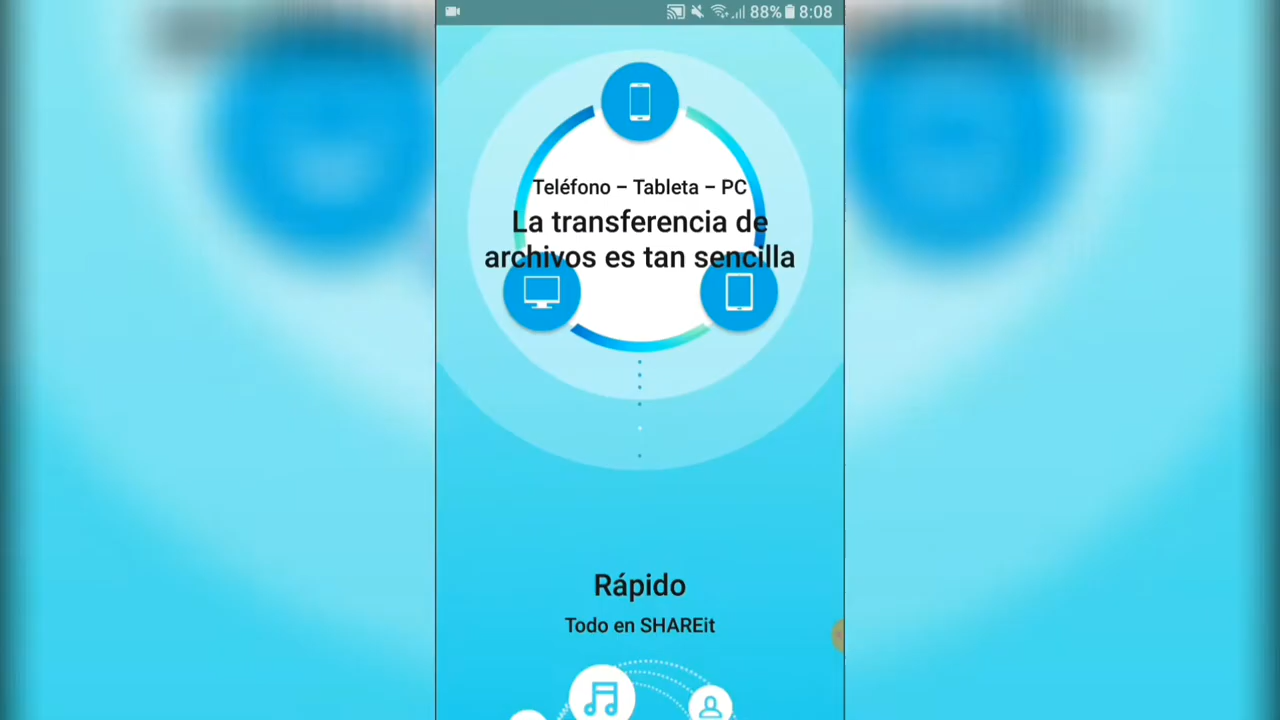 88% 8:08
Teléfono – Tableta – PC
La transferencia de
archivos es tan sencilla
Rápido
Todo en SHAREit